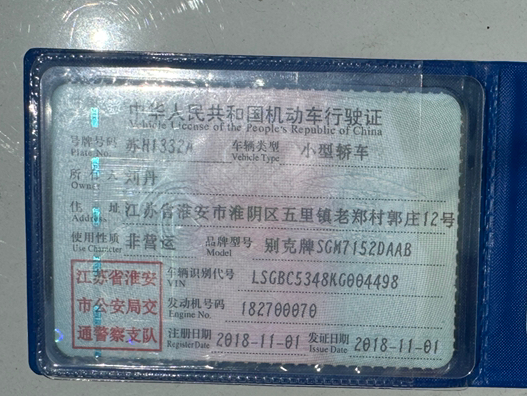 中华人民共和国机动车行驶证
Vehicle License of the People's Republic of China
号牌号码 苏H1332A 车辆类型 小型轿车
Plate No. Vehicle Type
所有人 刘丹
Owner
住址 江苏省淮安市淮阴区五里镇老郑村郭庄12号
Address
使用性质 非营运 品牌型号 别克牌SGM7152DAAB
Use Character Model
江苏省淮安
市公安局交
通警察支队
车辆识别代号 LSGBC5348KG004498
VIN
发动机号码 182700070
Engine No.
注册日期 2018-11-01 发证日期 2018-11-01
Register Date Issue Date